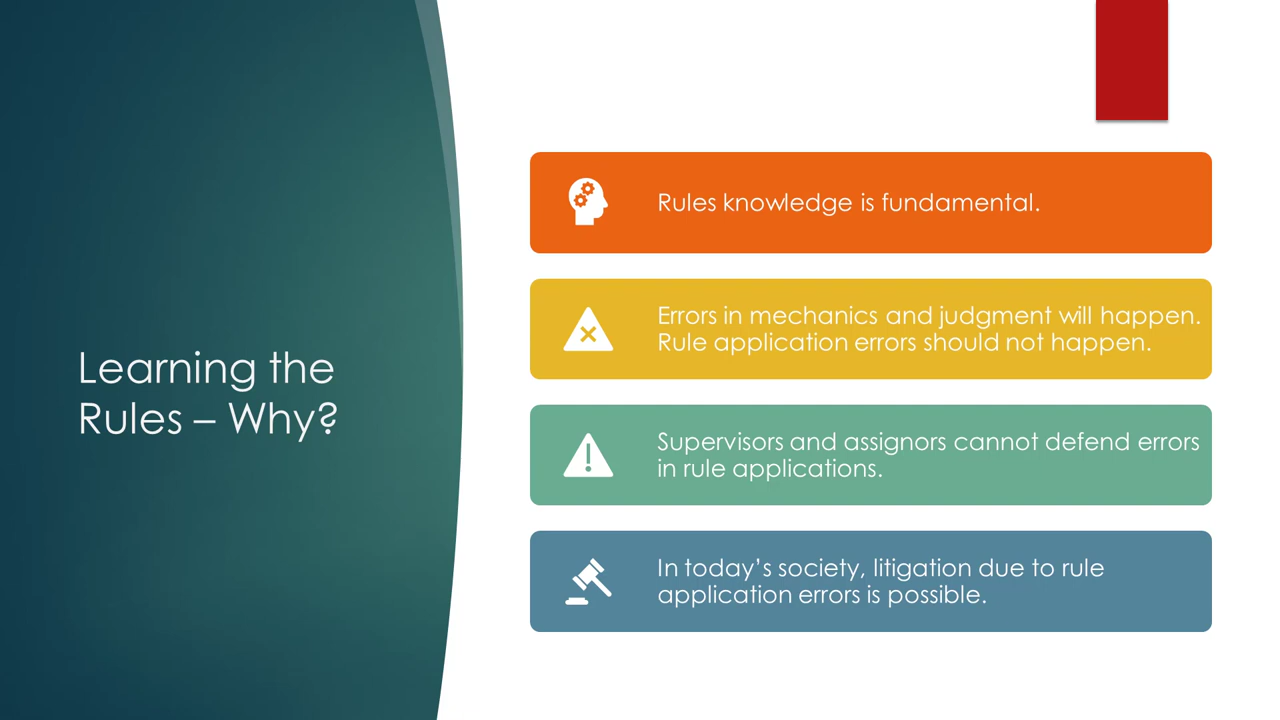 Learning the
Rules – Why?
Rules knowledge is fundamental.
Errors in mechanics and judgment will happen.
Rule application errors should not happen.
Supervisors and assignors cannot defend errors
in rule applications.
In today’s society, litigation due to rule
application errors is possible.